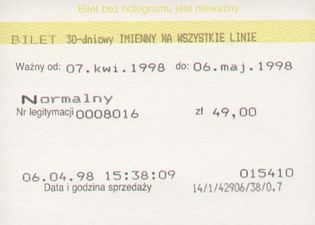 Bilet bez hologramu jest nieważny
BILET 30-dniowy IMIENNY NA WSZYSTKIE LINIE
Ważny od: 07.kwi.1998 do: 06.maj.1998
Normalny
Nr legitymacji 0008016 zł 49,00
06.04.98 15:38:09 015410
Data i godzina sprzedaży 14/1/42906/38/0.7